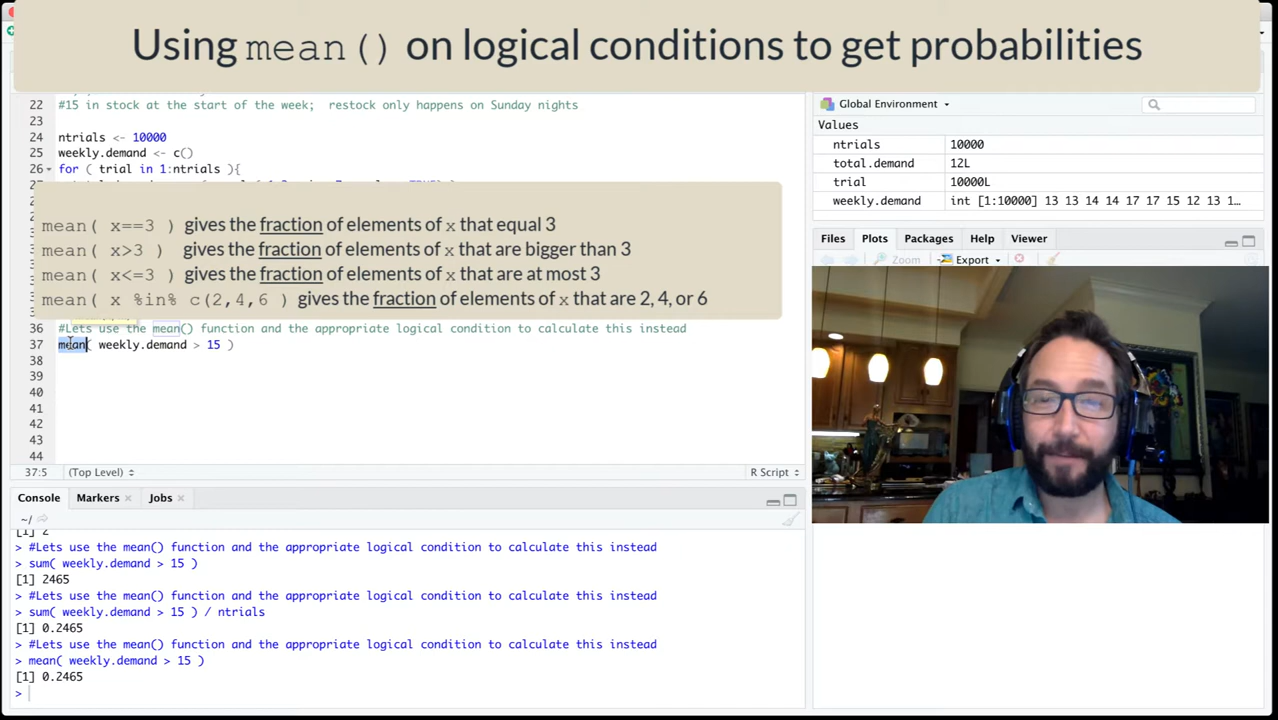 Using mean() on logical conditions to get probabilities
22 #15 in stock at the start of the week;  restock only happens on Sunday nights
23
24 ntrials <- 10000
25 weekly.demand <- c()
26 for ( trial in 1:ntrials ){
mean( x==3 ) gives the fraction of elements of x that equal 3
mean( x>3 ) gives the fraction of elements of x that are bigger than 3
mean( x<=3 ) gives the fraction of elements of x that are at most 3
mean( x %in% c(2,4,6 ) gives the fraction of elements of x that are 2, 4, or 6
36 #Lets use the mean() function and the appropriate logical condition to calculate this instead
37 mean( weekly.demand > 15 )
38
39
40
41
42
43
44
37:5 (Top Level) R Script
Console Markers Jobs
~/
[1] 2
> #Lets use the mean() function and the appropriate logical condition to calculate this instead
> sum( weekly.demand > 15 )
[1] 2465
> #Lets use the mean() function and the appropriate logical condition to calculate this instead
> sum( weekly.demand > 15 ) / ntrials
[1] 0.2465
> #Lets use the mean() function and the appropriate logical condition to calculate this instead
> mean( weekly.demand > 15 )
[1] 0.2465
>
Global Environment
Values
ntrials 10000
total.demand 12L
trial 10000L
weekly.demand int [1:10000] 13 13 14 14 17 17 15 12 13 1…
Files Plots Packages Help Viewer
Zoom Export